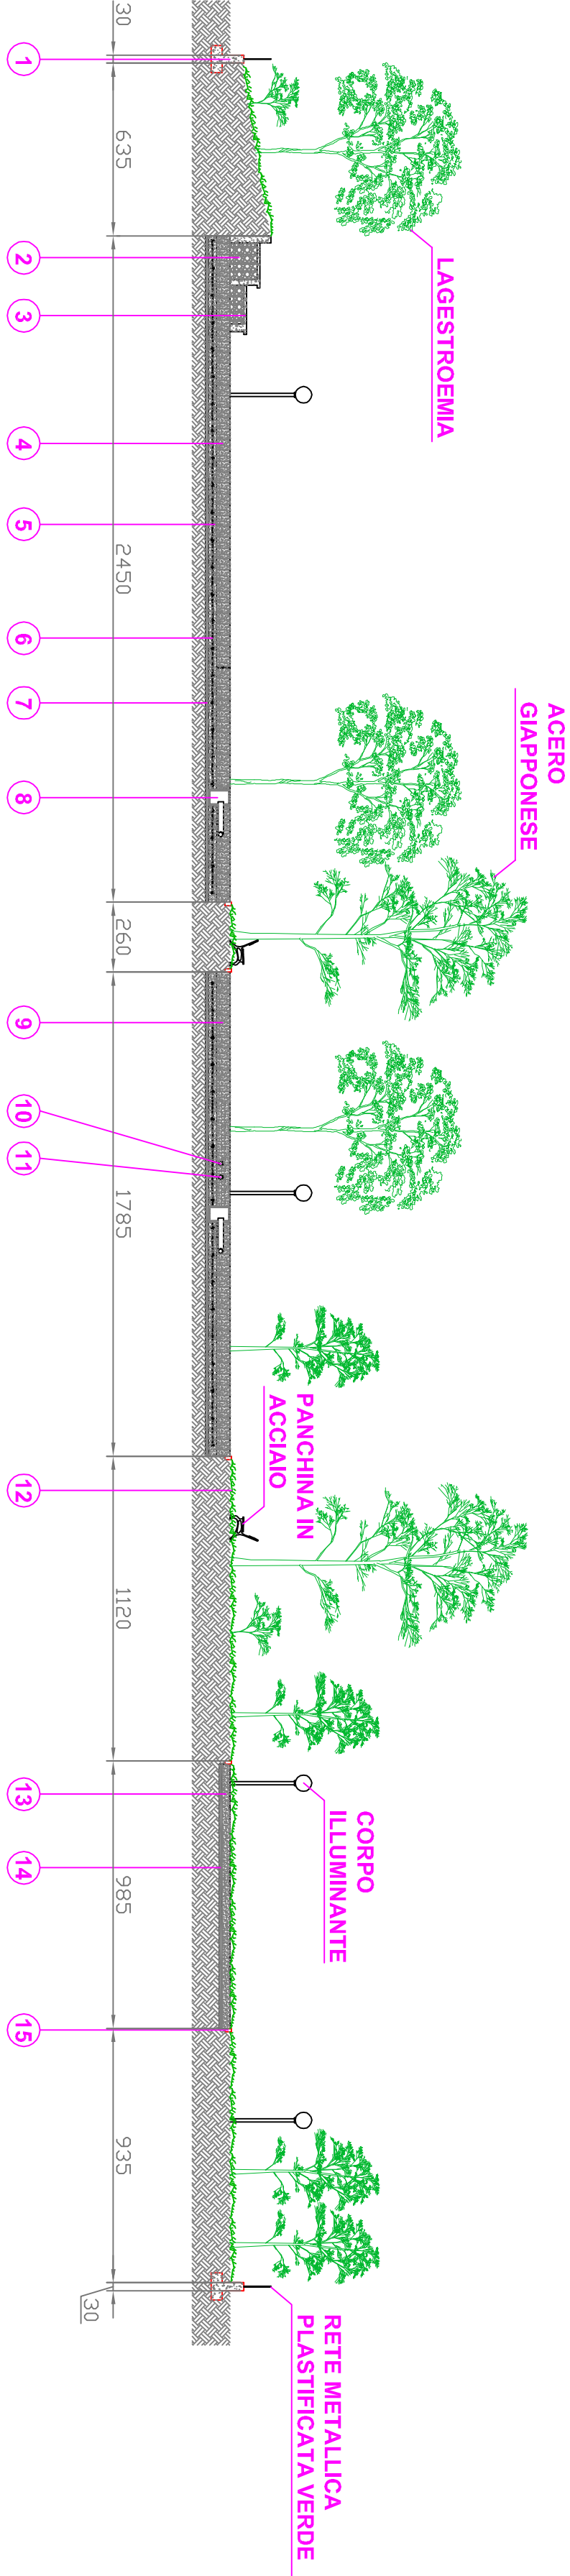 LAGESTROEMIA
ACERO
GIAPPONESE
PANCHINA IN
ACCIAIO
CORPO
ILLUMINANTE
RETE METALLICA
PLASTIFICATA VERDE
30
635
2450
260
1785
1120
985
935
30
1
2
3
4
5
6
7
8
9
10
11
12
13
14
15